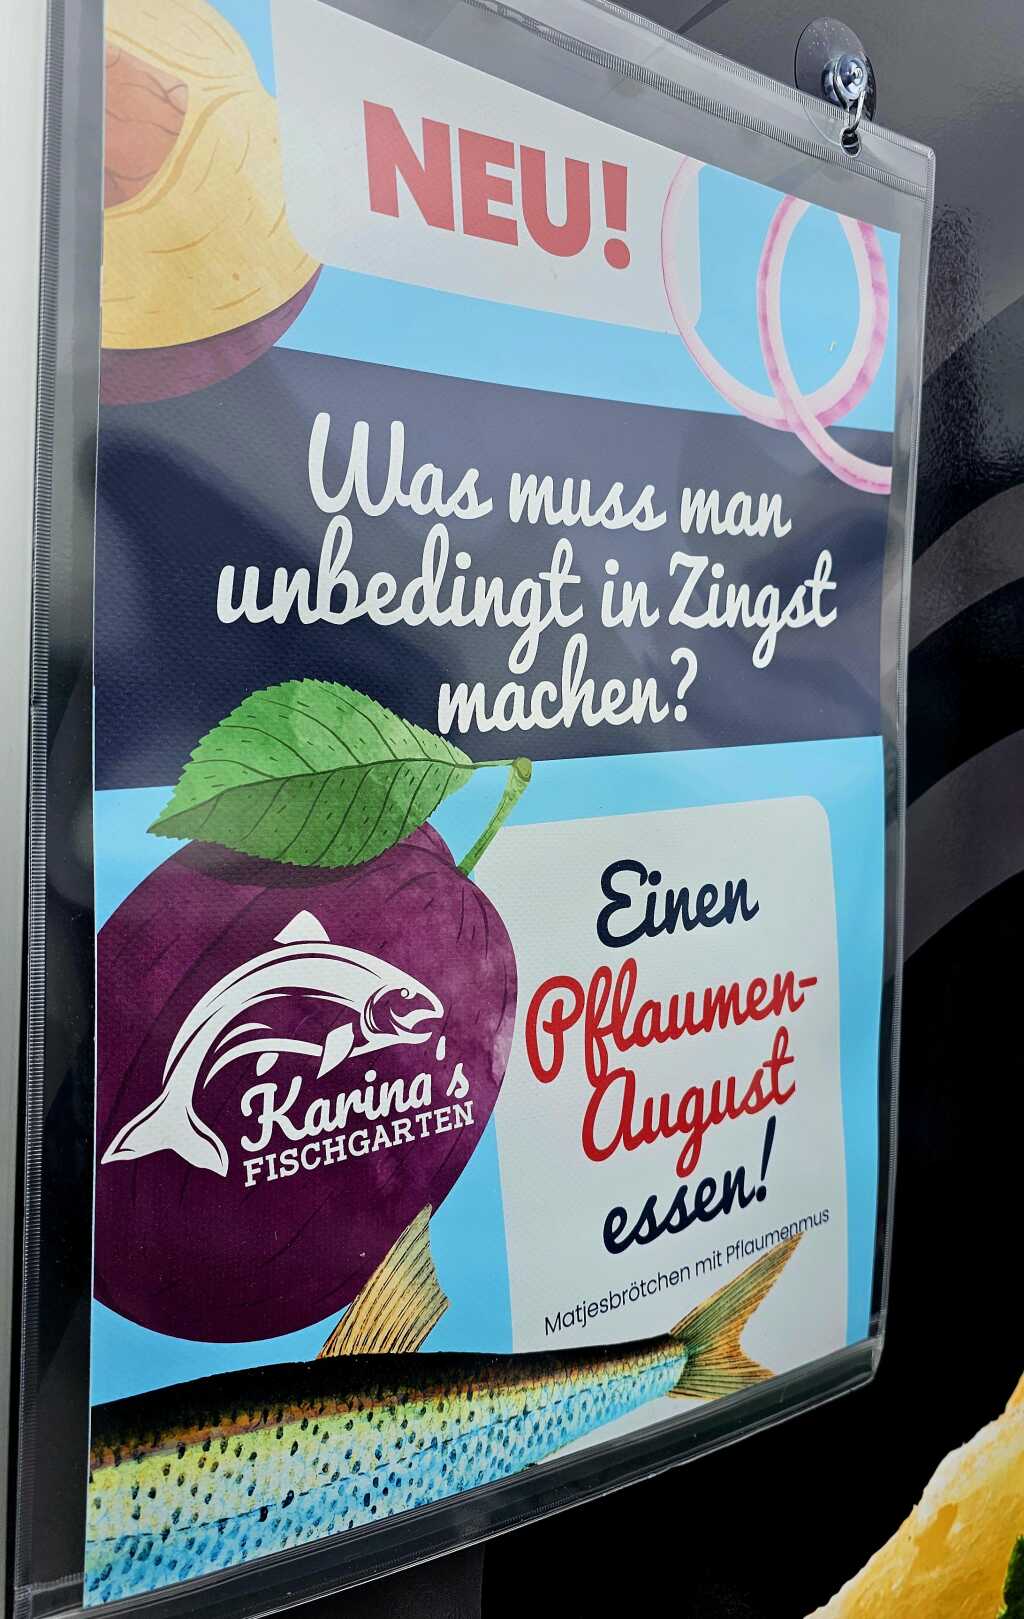 NEU!
Was muss man
unbedingt in Zingst
machen?
Einen
Pflaumen-
August
essen!
Matjesbrötchen mit Pflaumenmus
Karina's
FISCHGARTEN